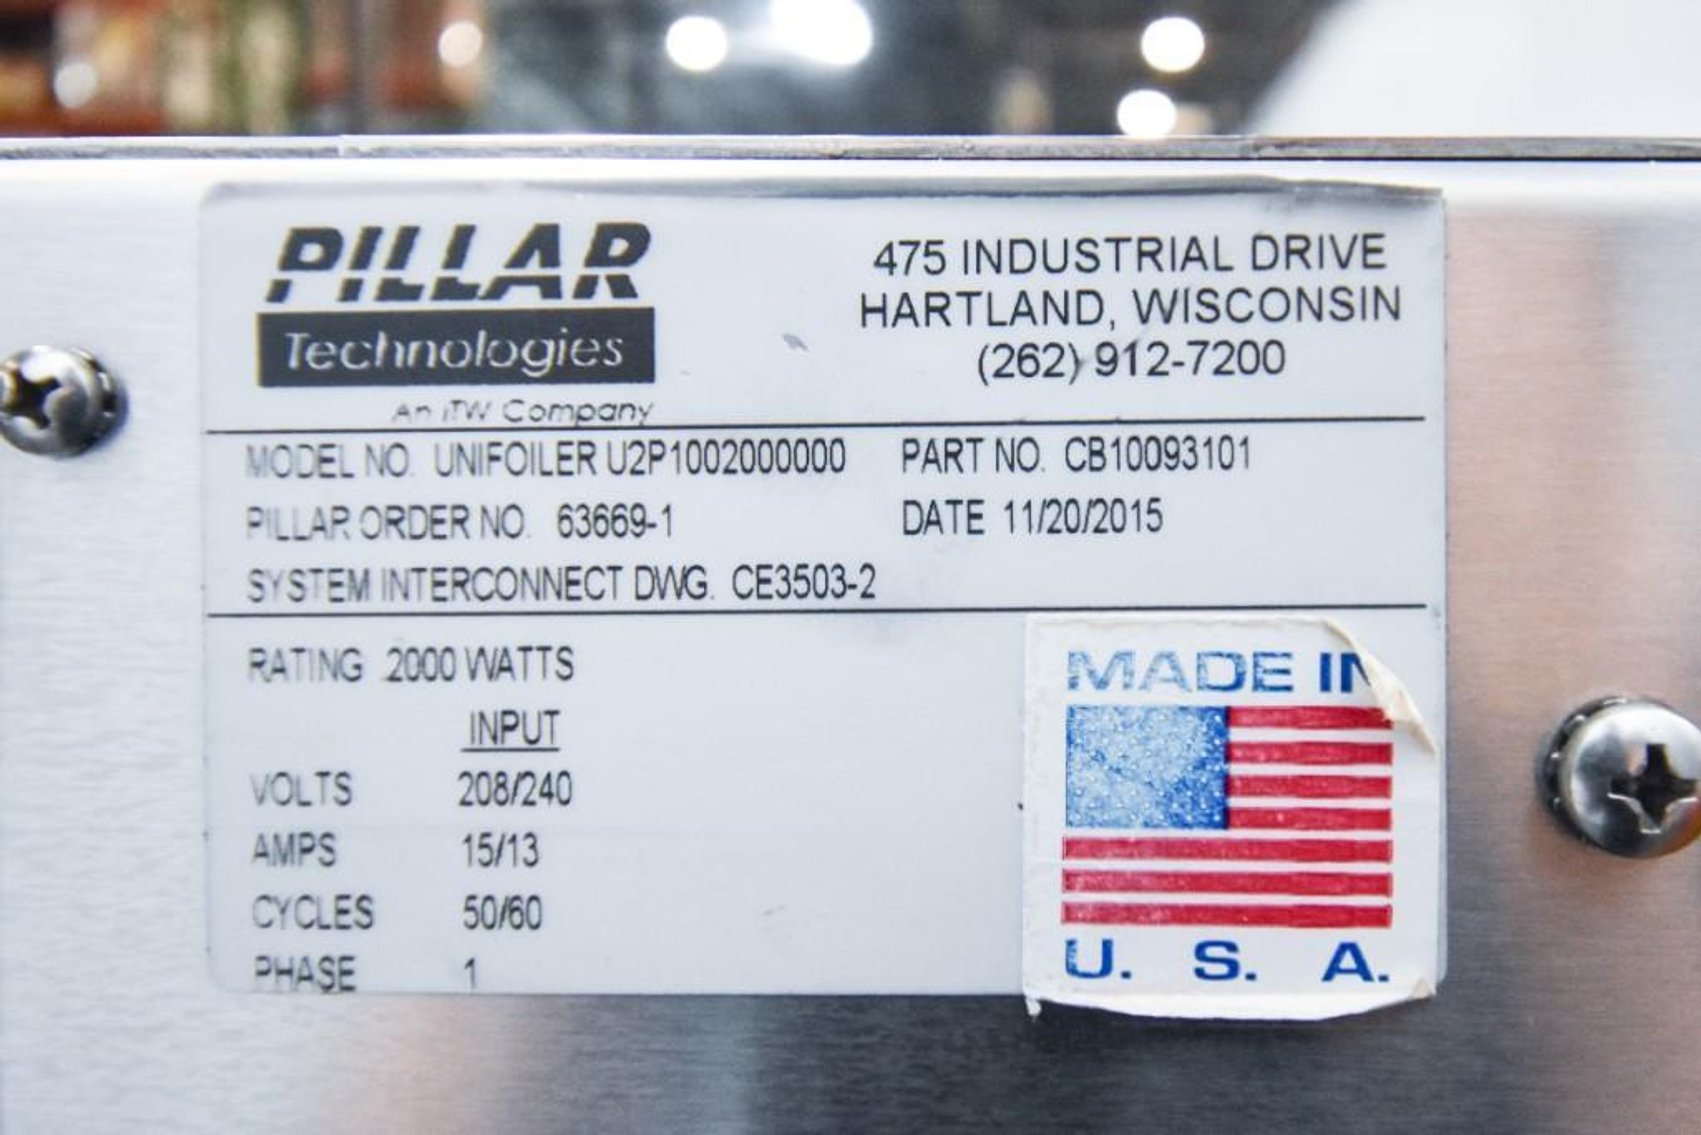 PILLAR
Technologies
An ITW Company
475 INDUSTRIAL DRIVE
HARTLAND, WISCONSIN
(262) 912-7200
MODEL NO. UNIFOILER U2P1002000000 PART NO. CB10093101
PILLAR ORDER NO. 63669-1 DATE 11/20/2015
SYSTEM INTERCONNECT DWG. CE3503-2
RATING 2000 WATTS
INPUT
VOLTS 208/240
AMPS 15/13
CYCLES 50/60
PHASE 1
MADE IN
U. S. A.